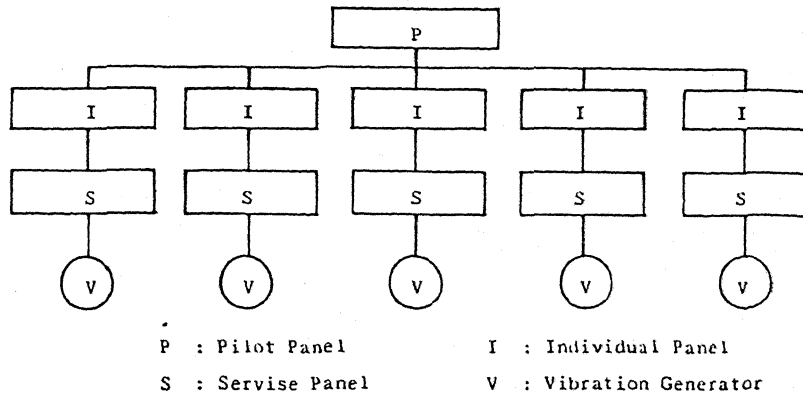 P
I I I I I
S S S S S
V V V V V
P : Pilot Panel I : Individual Panel
S : Servise Panel V : Vibration Generator